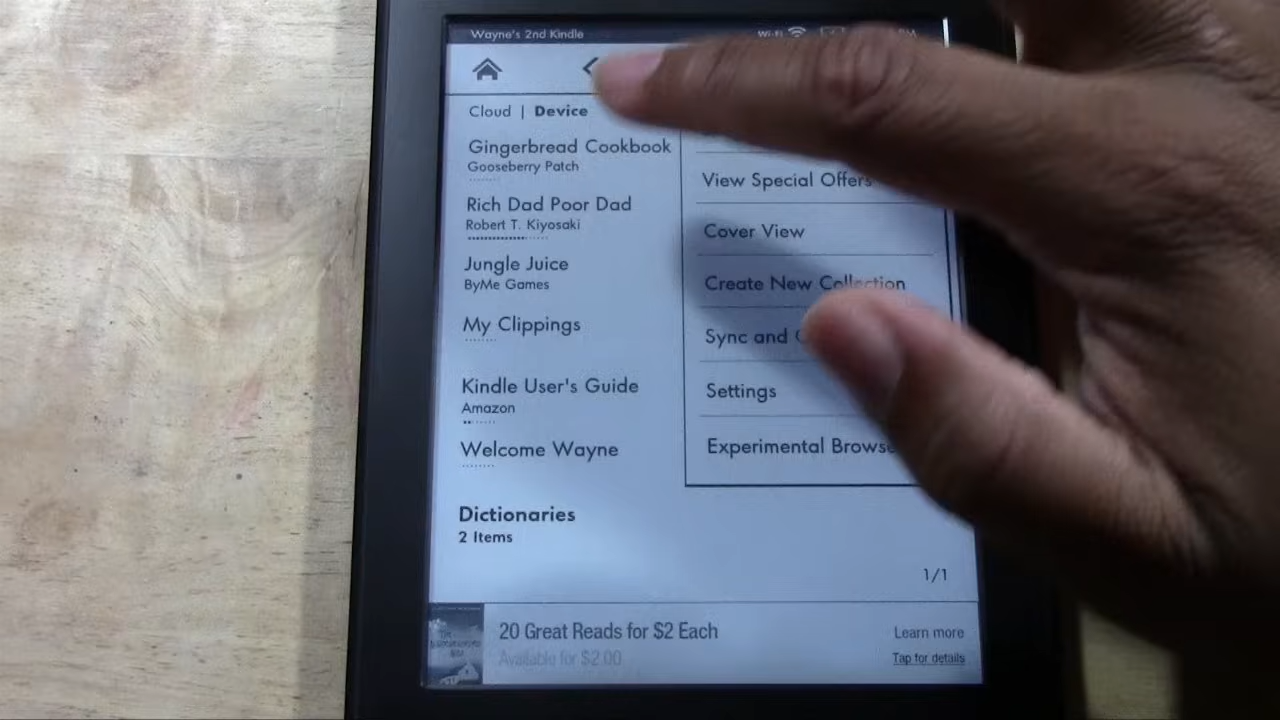 Wayne's 2nd Kindle
Wi-Fi
Cloud | Device
Gingerbread Cookbook
Gooseberry Patch
Rich Dad Poor Dad
Robert T. Kiyosaki
Jungle Juice
ByMe Games
My Clippings
Kindle User's Guide
Amazon
Welcome Wayne
Dictionaries
2 Items
View Special Offers
Cover View
Create New Collection
Sync and
Settings
Experimental Browse
1/1
20 Great Reads for $2 Each
Available for $2.00
Learn more
Tap for details